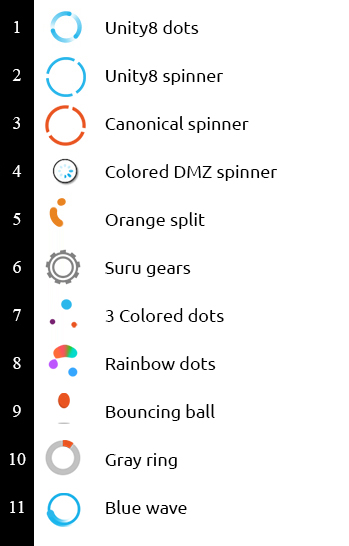 1 Unity8 dots
2 Unity8 spinner
3 Canonical spinner
4 Colored DMZ spinner
5 Orange split
6 Suru gears
7 3 Colored dots
8 Rainbow dots
9 Bouncing ball
10 Gray ring
11 Blue wave